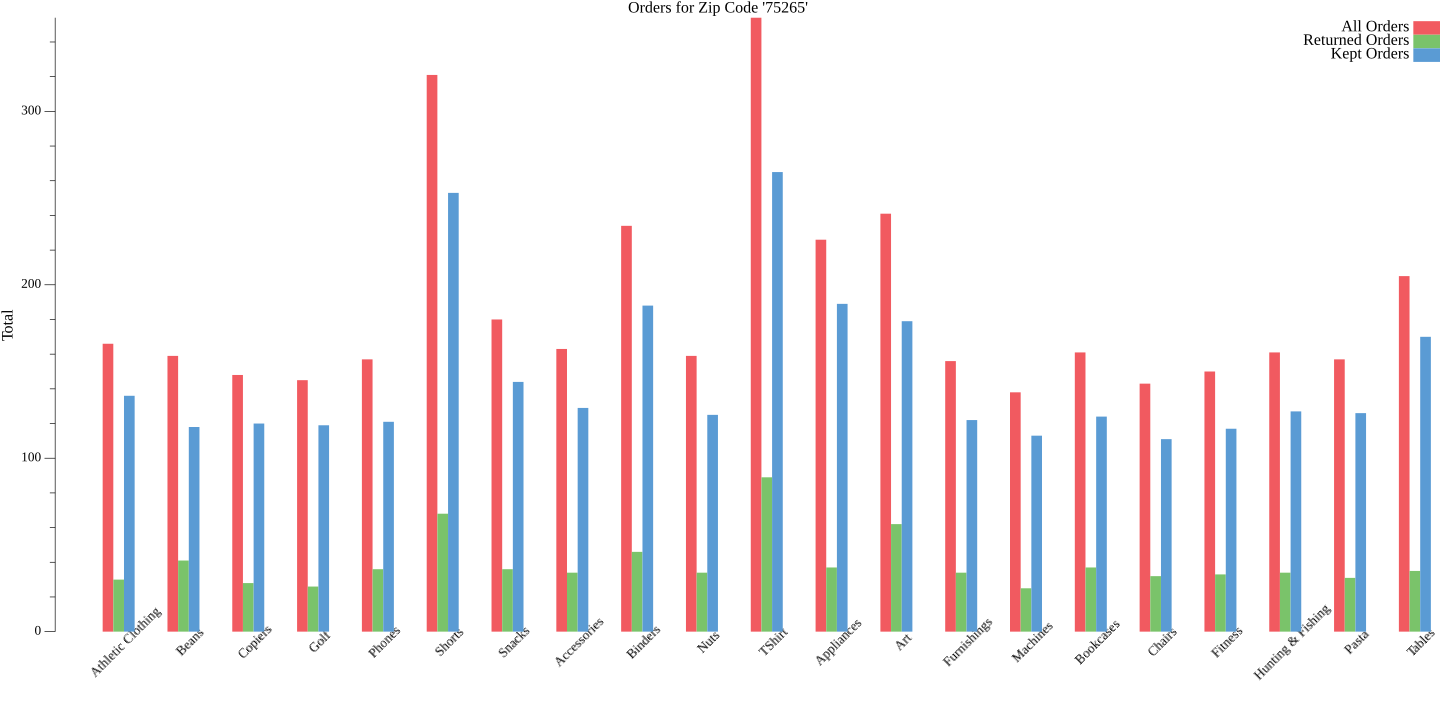 Orders for Zip Code '75265'
All Orders
Returned Orders
Kept Orders
300
200
100
0
Total
Athletic Clothing
Beans
Copiers
Golf
Phones
Shorts
Snacks
Accessories
Binders
Nuts
TShirt
Appliances
Art
Furnishings
Machines
Bookcases
Chairs
Fitness
Hunting & Fishing
Pasta
Tables